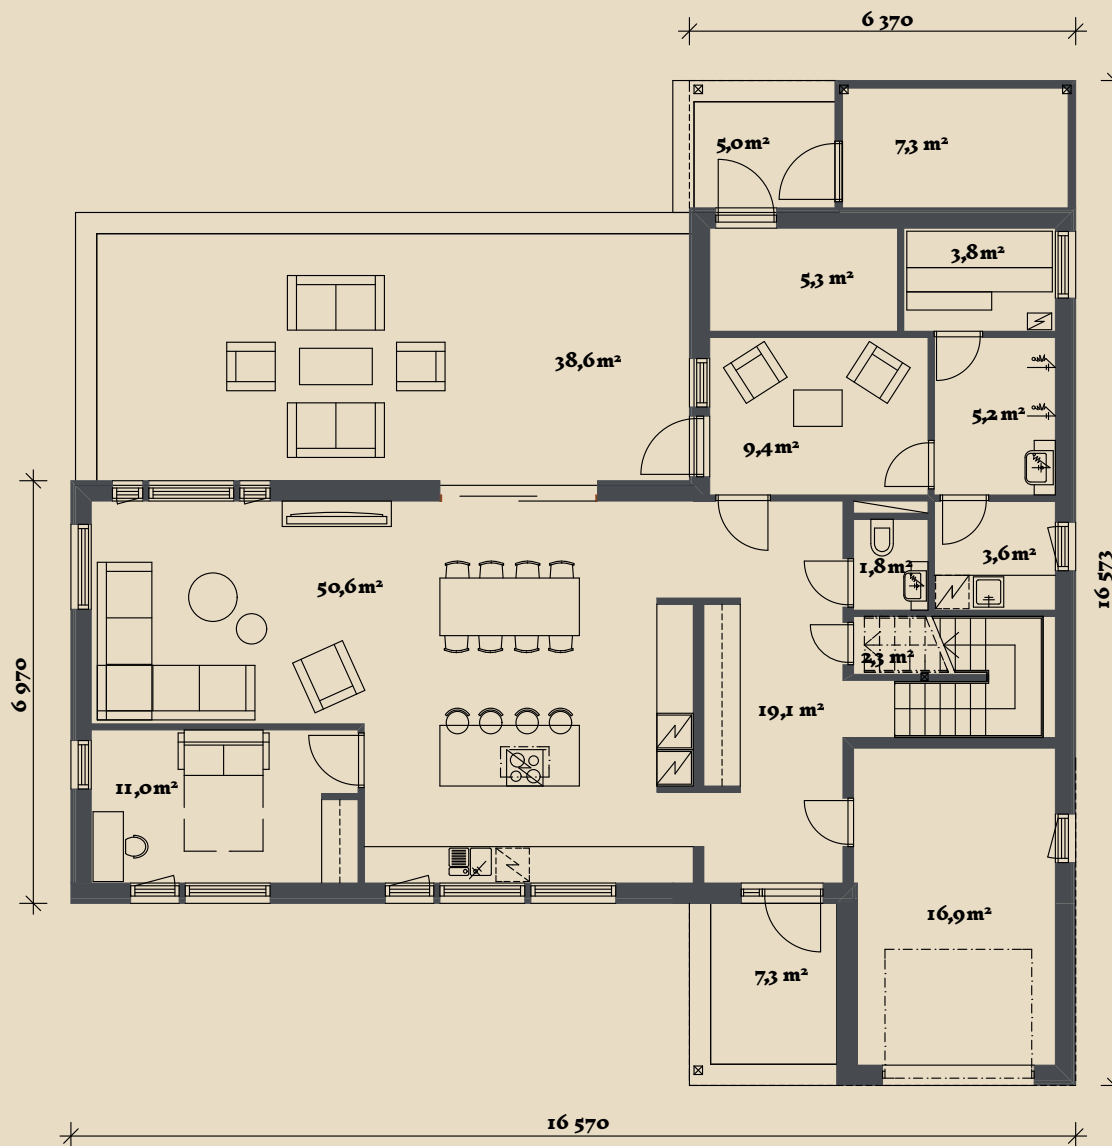 6 370
5,0m²
7,3 m²
3,8m²
5,3 m²
38,6m²
5,2m²
9,4m²
3,6m²
1,8m²
50,6m²
16 573
2,3 m²
6 970
19,1 m²
11,0m²
16,9m²
7,3 m²
16 570